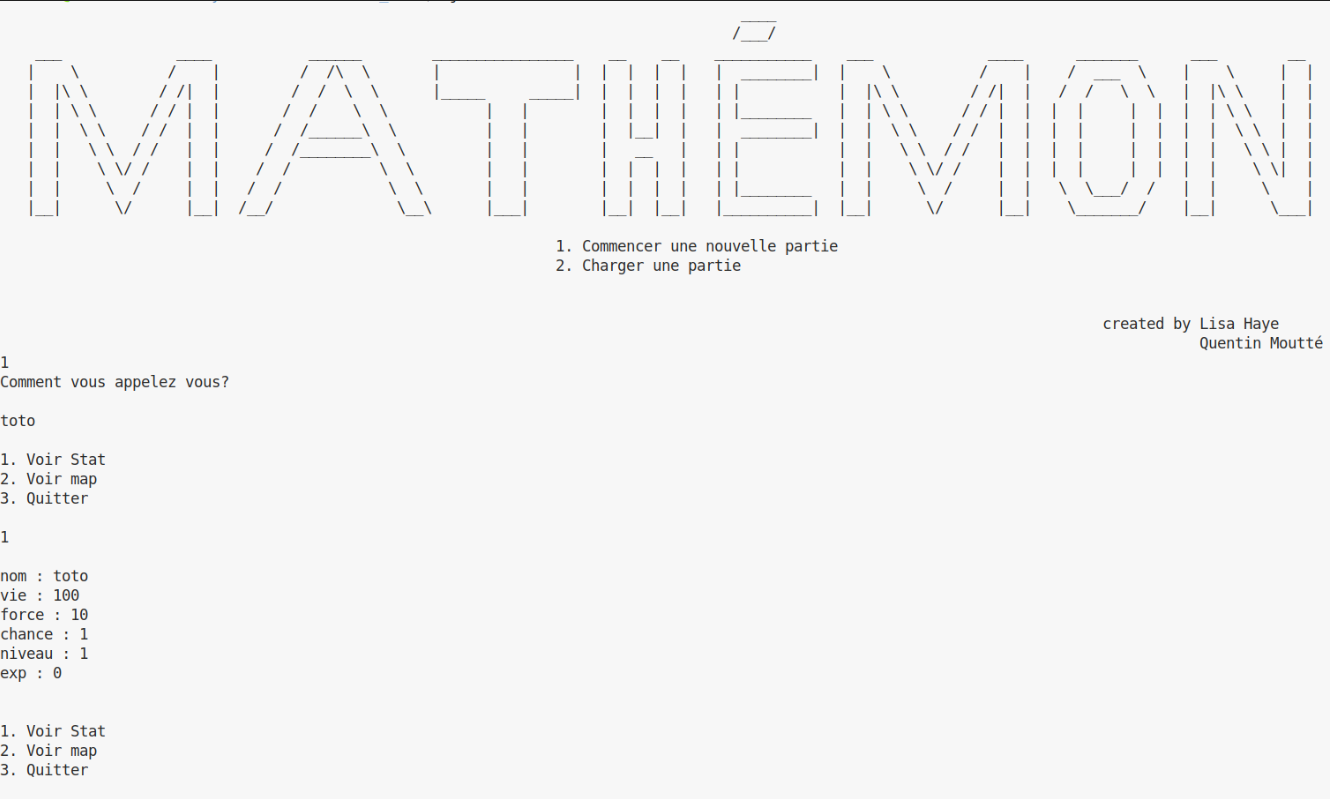 MATHÉMON
1. Commencer une nouvelle partie
2. Charger une partie
created by Lisa Haye
Quentin Moutté
1
Comment vous appelez vous?
toto
1. Voir Stat
2. Voir map
3. Quitter
1
nom : toto
vie : 100
force : 10
chance : 1
niveau : 1
exp : 0
1. Voir Stat
2. Voir map
3. Quitter